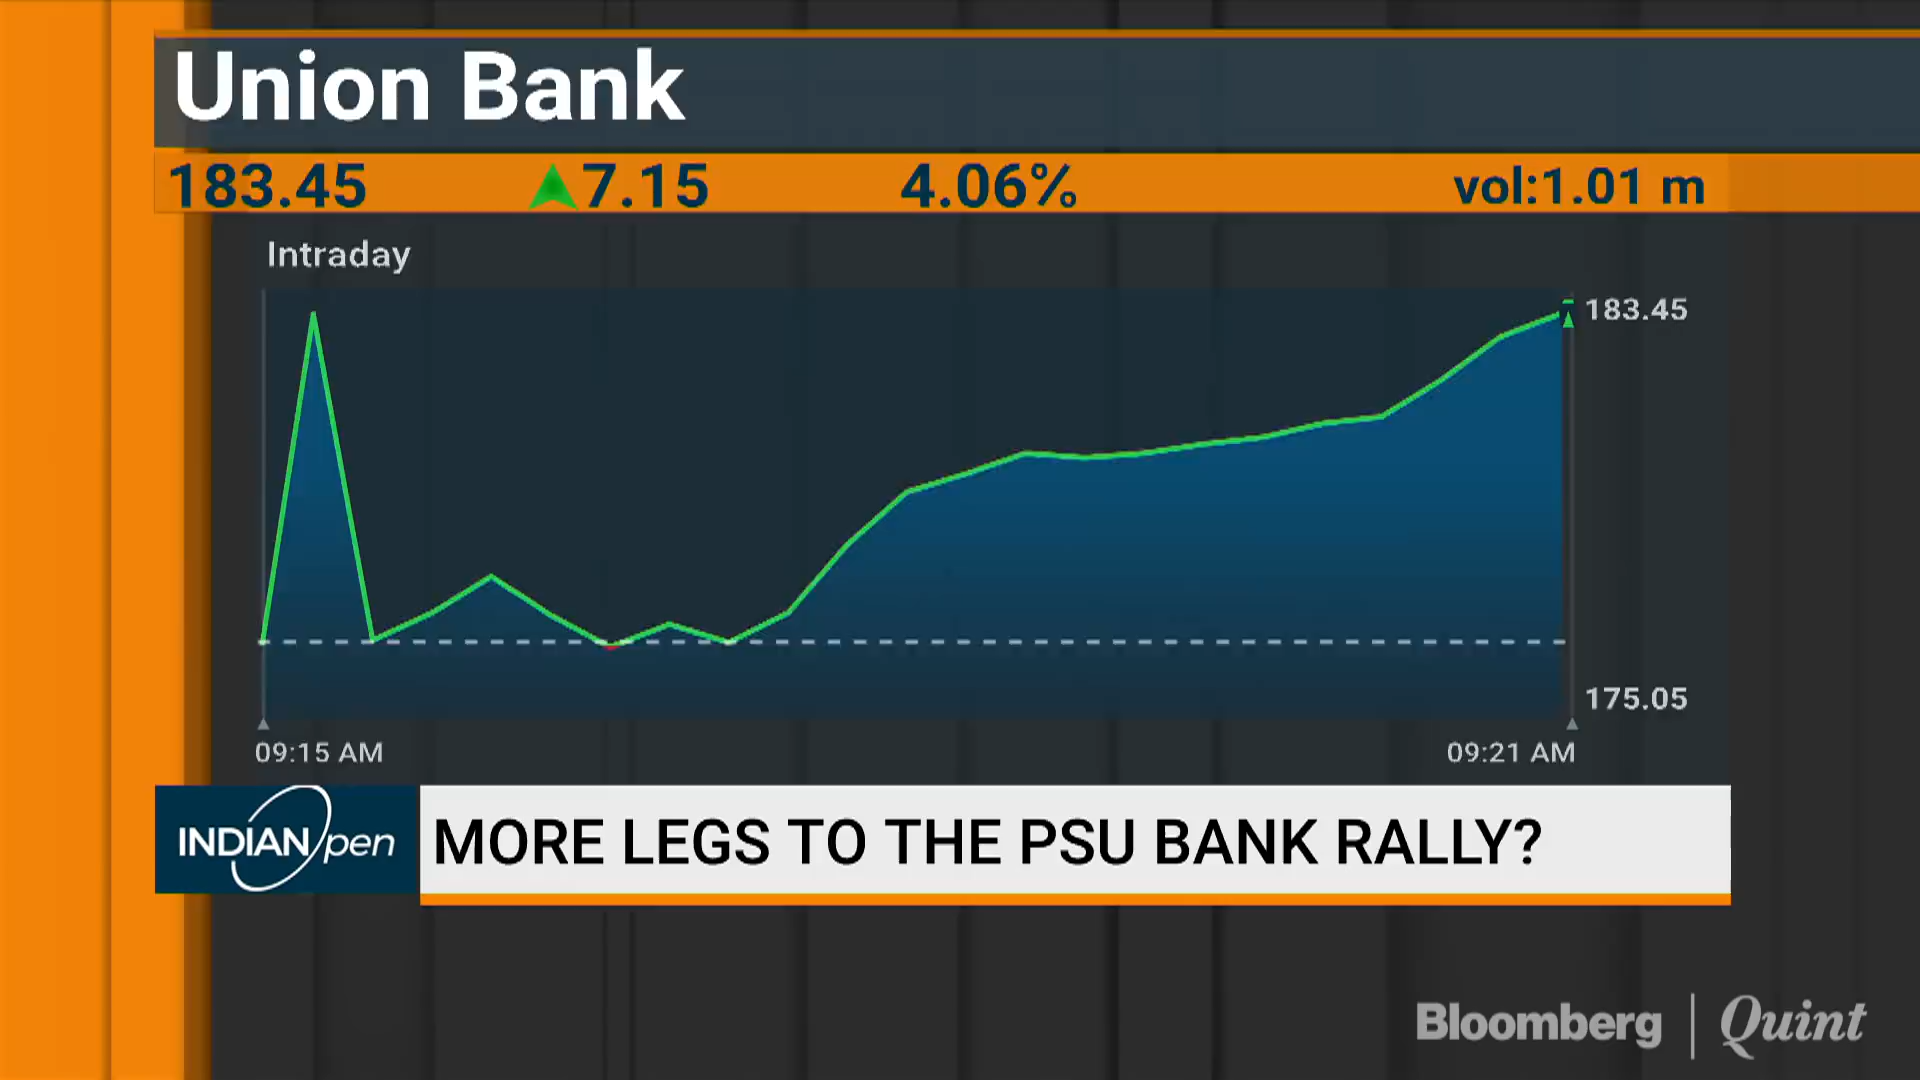 Union Bank
183.45 7.15 4.06% vol:1.01 m
Intraday
183.45
175.05
09:15 AM 09:21 AM
INDIAN Open
MORE LEGS TO THE PSU BANK RALLY?
Bloomberg | Quint